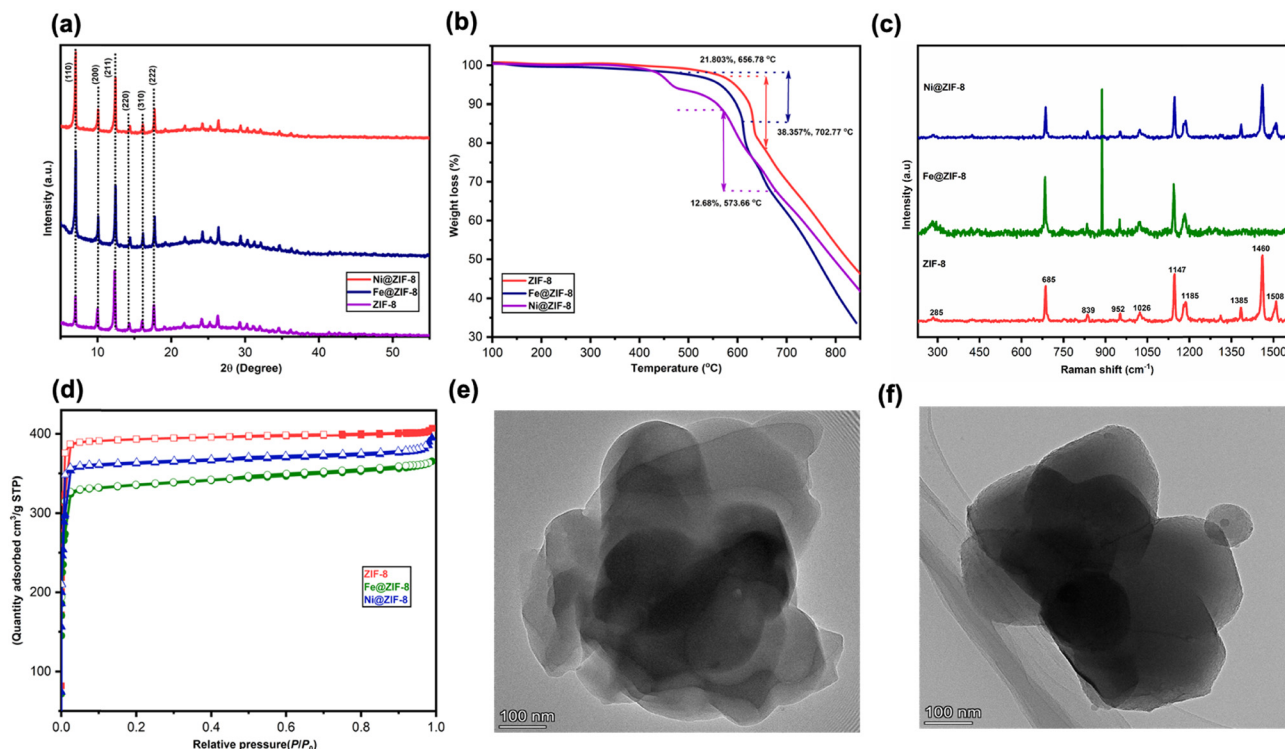 (a)
(110)
(200)
(211)
(220)
(310)
(222)
Intensity (a.u.)
Ni@ZIF-8
Fe@ZIF-8
ZIF-8
10
20
30
40
50
2θ (Degree)
(b)
100
90
80
70
60
50
40
30
Weight loss (%)
21.803%, 656.78 °C
38.357%, 702.77 °C
12.68%, 573.66 °C
ZIF-8
Fe@ZIF-8
Ni@ZIF-8
100
200
300
400
500
600
700
800
Temperature (°C)
(c)
Intensity (a.u)
Ni@ZIF-8
Fe@ZIF-8
ZIF-8
285
685
839
952
1026
1147
1185
1385
1460
1508
300
450
600
750
900
1050
1200
1350
1500
Raman shift (cm-1)
(d)
400
300
200
100
(Quantity adsorbed cm³/g STP)
ZIF-8
Fe@ZIF-8
Ni@ZIF-8
0.0
0.2
0.4
0.6
0.8
1.0
Relative pressure(P/P₀)
(e)
100 nm
(f)
100 nm